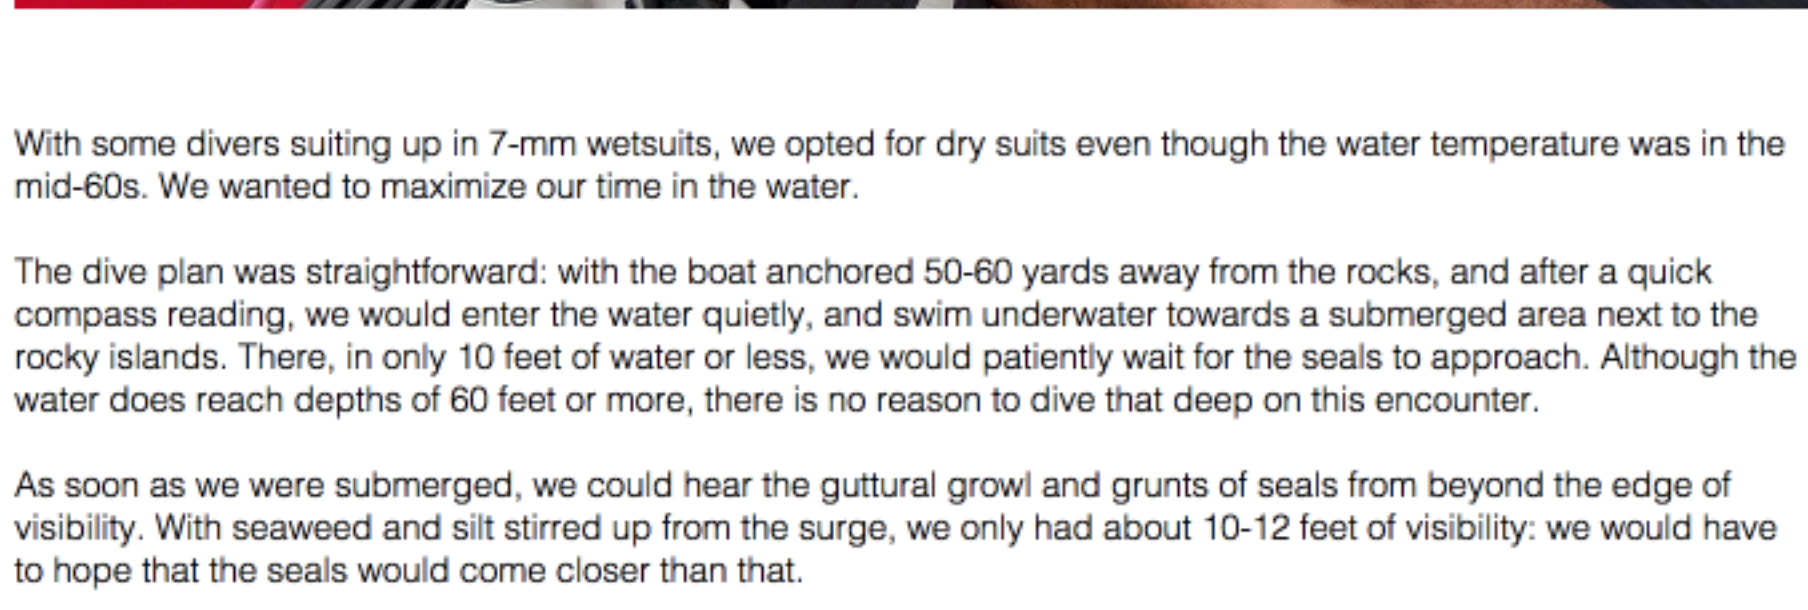 With some divers suiting up in 7-mm wetsuits, we opted for dry suits even though the water temperature was in the
mid-60s. We wanted to maximize our time in the water.
The dive plan was straightforward: with the boat anchored 50-60 yards away from the rocks, and after a quick
compass reading, we would enter the water quietly, and swim underwater towards a submerged area next to the
rocky islands. There, in only 10 feet of water or less, we would patiently wait for the seals to approach. Although the
water does reach depths of 60 feet or more, there is no reason to dive that deep on this encounter.
As soon as we were submerged, we could hear the guttural growl and grunts of seals from beyond the edge of
visibility. With seaweed and silt stirred up from the surge, we only had about 10-12 feet of visibility: we would have
to hope that the seals would come closer than that.